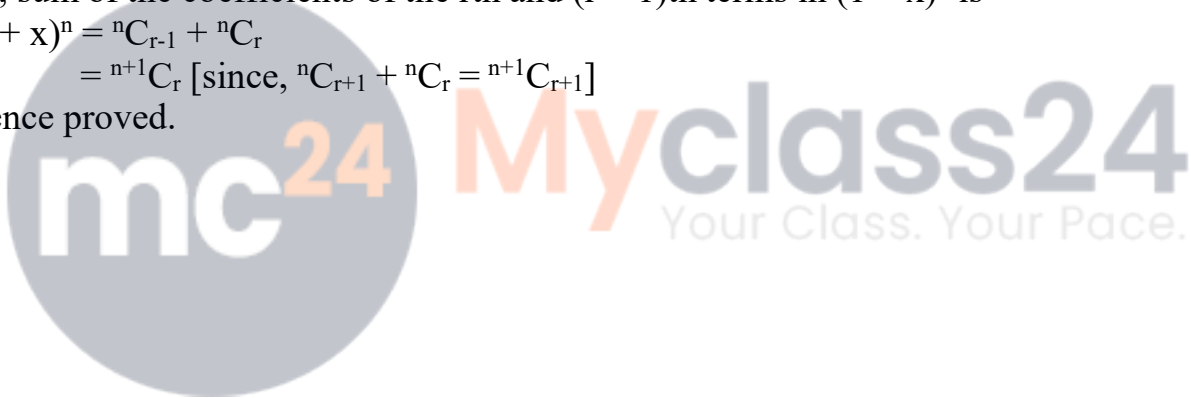 , sum of the coefficients of the rth and (r + 1)th terms in (1 + x)ⁿ is
+ x)ⁿ = ⁿCᵣ₋₁ + ⁿCᵣ
= ⁿ⁺¹Cᵣ [since, ⁿCᵣ₊₁ + ⁿCᵣ = ⁿ⁺¹Cᵣ₊₁]
ence proved.
mc24
Myclass24
Your Class. Your Pace.